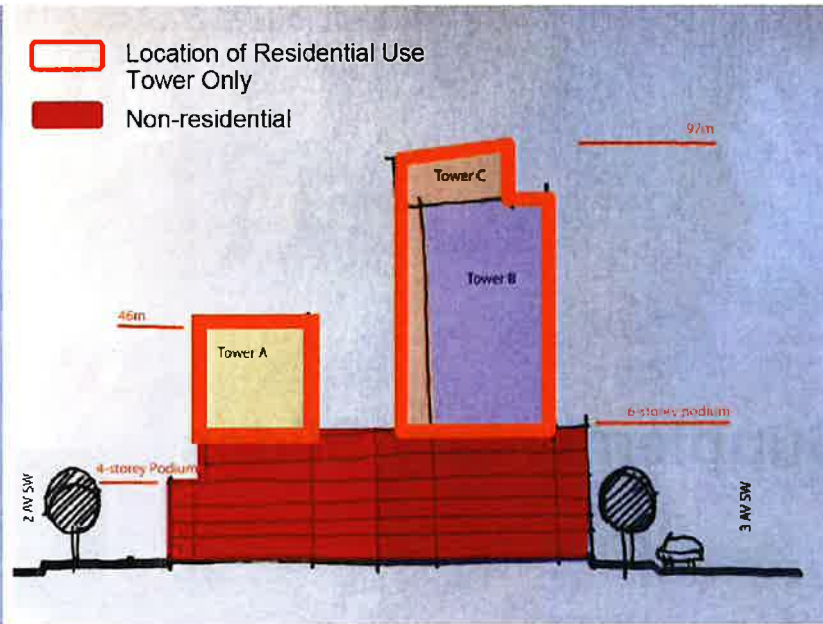 Location of Residential Use
Tower Only
Non-residential
97m
Tower C
Tower B
46m
Tower A
6-storey podium
4-storey Podium
2 AV SW
3 AV SW